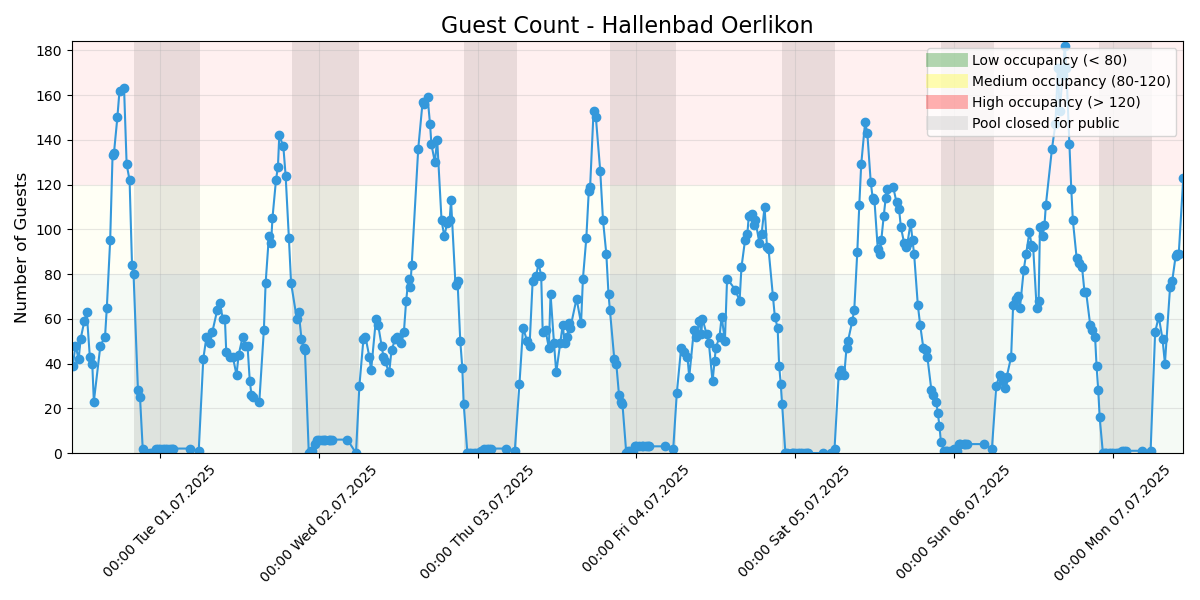 Guest Count - Hallenbad Oerlikon
Number of Guests
180
160
140
120
100
80
60
40
20
0
Low occupancy (< 80)
Medium occupancy (80-120)
High occupancy (> 120)
Pool closed for public
00:00 Tue 01.07.2025
00:00 Wed 02.07.2025
00:00 Thu 03.07.2025
00:00 Fri 04.07.2025
00:00 Sat 05.07.2025
00:00 Sun 06.07.2025
00:00 Mon 07.07.2025